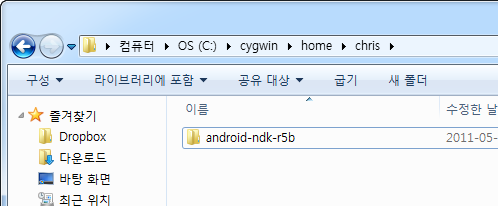 컴퓨터 ▸ OS (C:) ▸ cygwin ▸ home ▸ chris ▸
구성 ▾ 라이브러리에 포함 ▾ 공유 대상 ▾ 굽기 새 폴더
이름 수정한 날
즐겨찾기
android-ndk-r5b 2011-05-
Dropbox
다운로드
바탕 화면
최근 위치